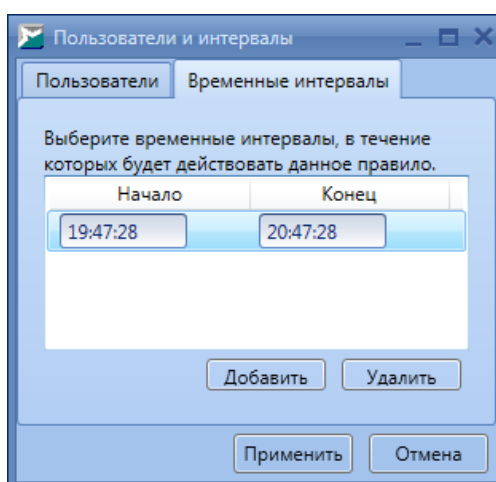 Пользователи и интервалы
Пользователи Временные интервалы
Выберите временные интервалы, в течение
которых будет действовать данное правило.
Начало Конец
19:47:28 20:47:28
Добавить Удалить
Применить Отмена